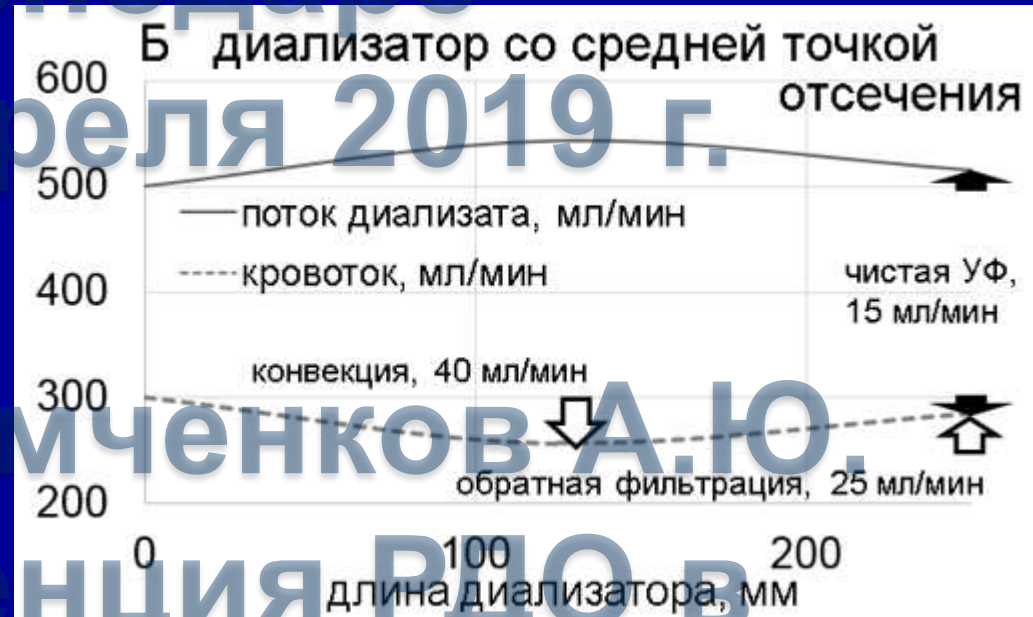 Б диализатор со средней точкой
отсечения
реля 2019 г.
600
500
400
300
200
поток диализата, мл/мин
кровоток, мл/мин
чистая УФ,
15 мл/мин
конвекция, 40 мл/мин
мченков А.Ю.
обратная фильтрация, 25 мл/мин
0 100 200
длина диализатора, мм
енция РДО в